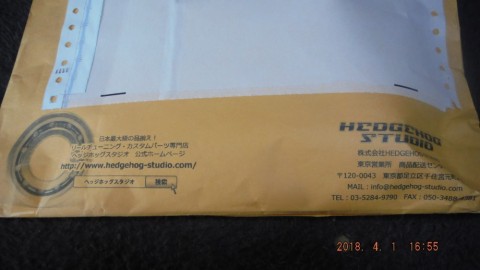 日本最大級の品揃え！
リールチューニング・カスタムパーツ専門店
ヘッジホッグスタジオ 公式ホームページ
http://www.hedgehog-studio.com/
ヘッジホッグスタジオ 検索
HEDGEHOG
STUDIO
株式会社HEDGEHOG
東京営業所 商品配送セン
〒120-0043 東京都足立区千住宮元
MAIL：info@hedgehog-studio.com
TEL：03-5284-9790 FAX：050-3488
2018. 4. 1 16:55